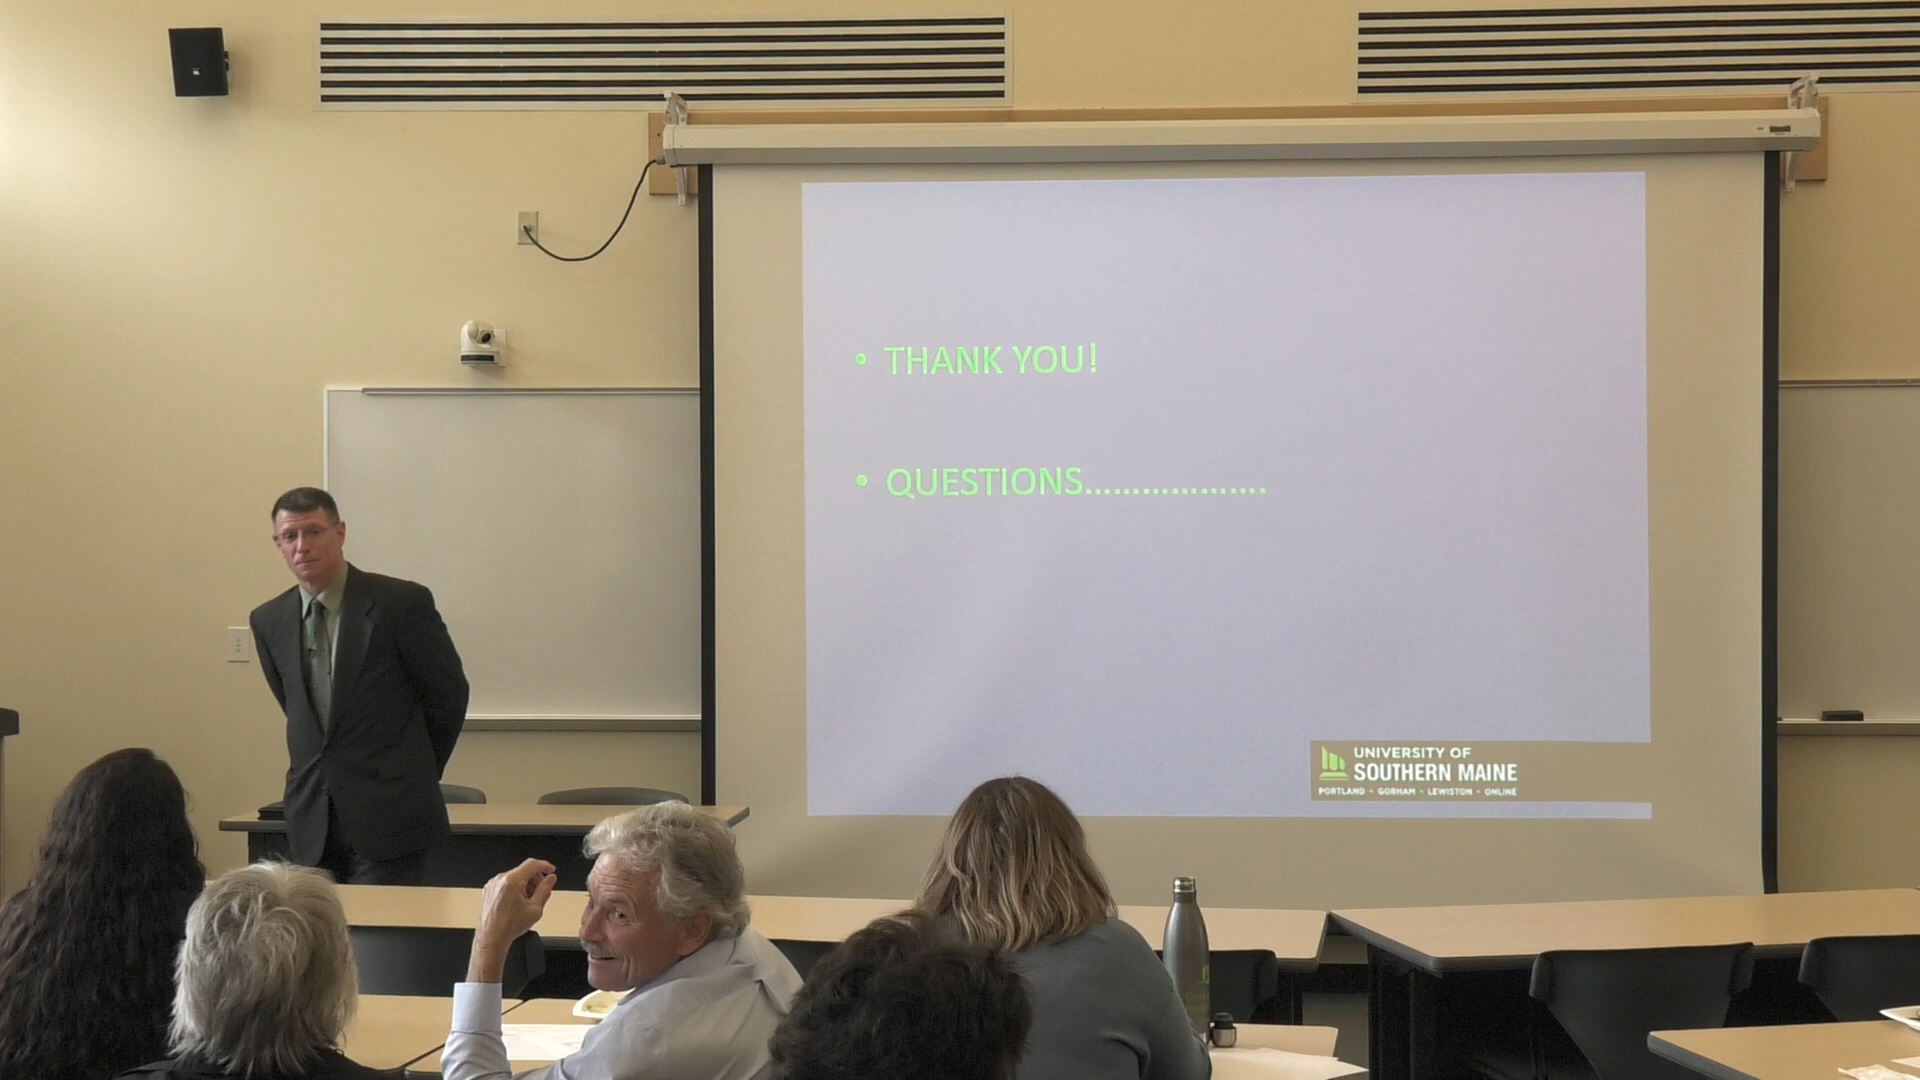 • THANK YOU!
• QUESTIONS...................
UNIVERSITY OF
SOUTHERN MAINE
PORTLAND • GORHAM • LEWISTON • ONLINE